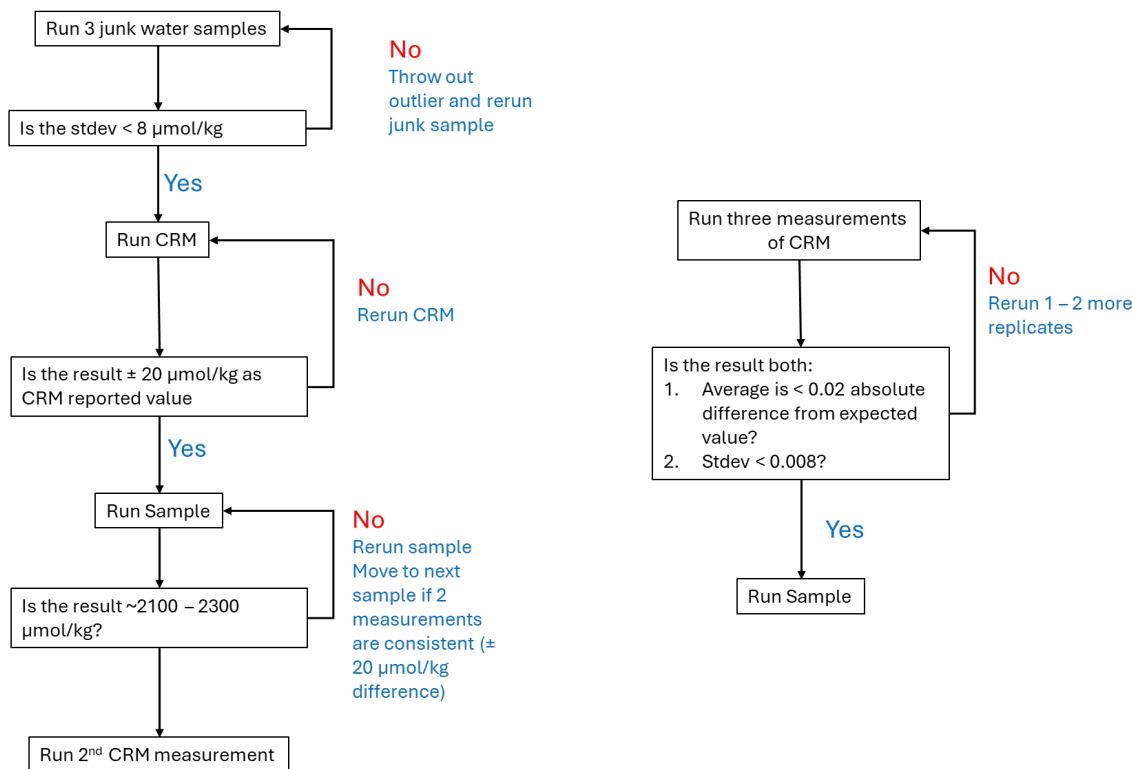 Run 3 junk water samples
No
Throw out
outlier and rerun
junk sample
Is the stdev < 8 µmol/kg
Yes
Run CRM
No
Rerun CRM
Is the result ± 20 µmol/kg as
CRM reported value
Yes
Run Sample
No
Rerun sample
Move to next
sample if 2
measurements
are consistent (±
20 µmol/kg
difference)
Is the result ~2100 – 2300
µmol/kg?
Run 2nd CRM measurement
Run three measurements
of CRM
No
Rerun 1 – 2 more
replicates
Is the result both:
1. Average is < 0.02 absolute
difference from expected
value?
2. Stdev < 0.008?
Yes
Run Sample